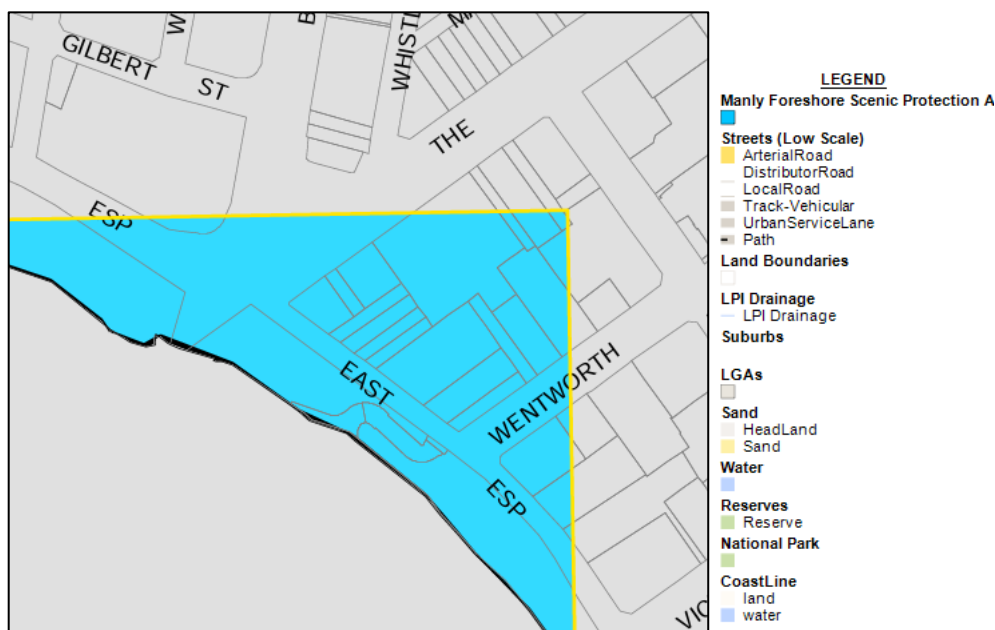 GILBERT
ST
W
B
WHISTL
MA
THE
ESP
EAST
WENTWORTH
ESP
VIC
LEGEND
Manly Foreshore Scenic Protection A
Streets (Low Scale)
ArterialRoad
DistributorRoad
LocalRoad
Track-Vehicular
UrbanServiceLane
Path
Land Boundaries
LPI Drainage
LPI Drainage
Suburbs
LGAs
Sand
HeadLand
Sand
Water
Reserves
Reserve
National Park
CoastLine
land
water